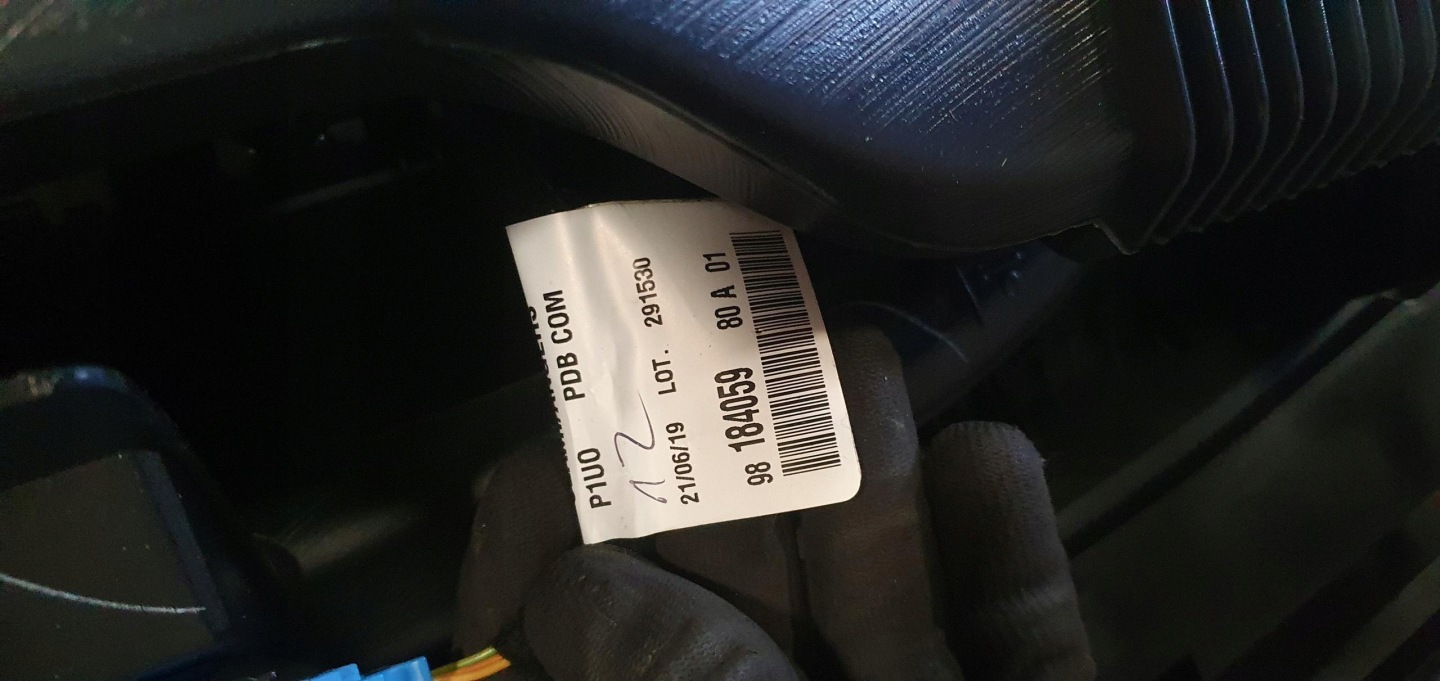 P1U0 PDB COM
12
21/06/19 LOT. 291530
98 184059 80 A 01